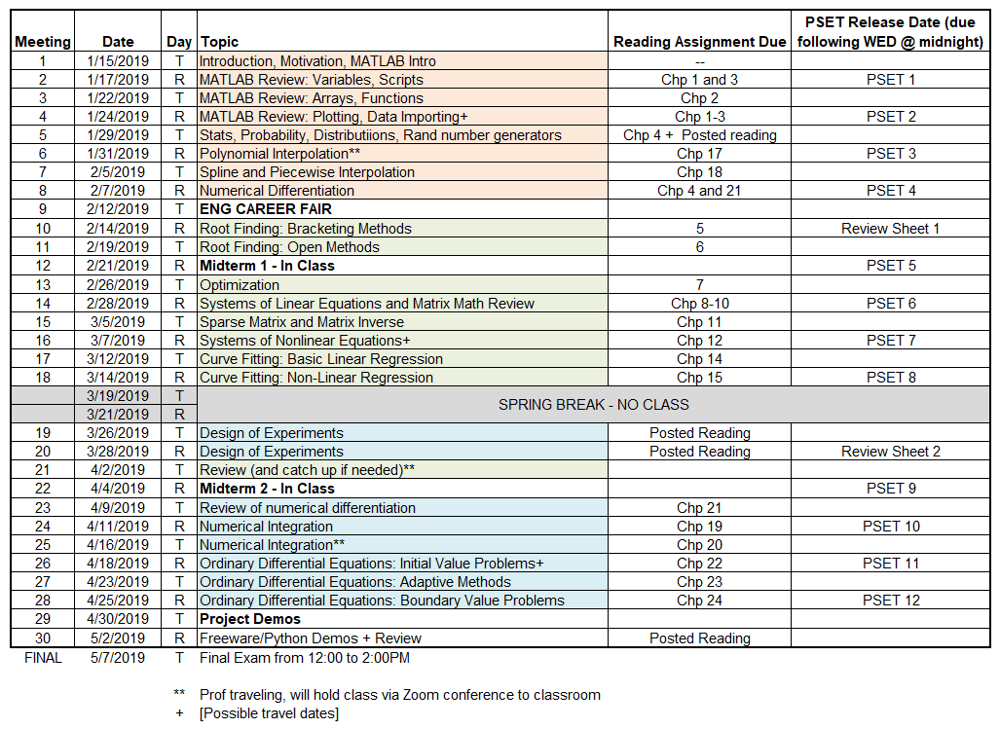 PSET Release Date (due
Meeting Date Day Topic Reading Assignment Due following WED @ midnight)
1 1/15/2019 T Introduction, Motivation, MATLAB Intro --
2 1/17/2019 R MATLAB Review: Variables, Scripts Chp 1 and 3 PSET 1
3 1/22/2019 T MATLAB Review: Arrays, Functions Chp 2
4 1/24/2019 R MATLAB Review: Plotting, Data Importing+ Chp 1-3 PSET 2
5 1/29/2019 T Stats, Probability, Distributiions, Rand number generators Chp 4 + Posted reading
6 1/31/2019 R Polynomial Interpolation** Chp 17 PSET 3
7 2/5/2019 T Spline and Piecewise Interpolation Chp 18
8 2/7/2019 R Numerical Differentiation Chp 4 and 21 PSET 4
9 2/12/2019 T ENG CAREER FAIR
10 2/14/2019 R Root Finding: Bracketing Methods 5 Review Sheet 1
11 2/19/2019 T Root Finding: Open Methods 6
12 2/21/2019 R Midterm 1 - In Class PSET 5
13 2/26/2019 T Optimization 7
14 2/28/2019 R Systems of Linear Equations and Matrix Math Review Chp 8-10 PSET 6
15 3/5/2019 T Sparse Matrix and Matrix Inverse Chp 11
16 3/7/2019 R Systems of Nonlinear Equations+ Chp 12 PSET 7
17 3/12/2019 T Curve Fitting: Basic Linear Regression Chp 14
18 3/14/2019 R Curve Fitting: Non-Linear Regression Chp 15 PSET 8
3/19/2019 T
SPRING BREAK - NO CLASS
3/21/2019 R
19 3/26/2019 T Design of Experiments Posted Reading
20 3/28/2019 R Design of Experiments Posted Reading Review Sheet 2
21 4/2/2019 T Review (and catch up if needed)**
22 4/4/2019 R Midterm 2 - In Class PSET 9
23 4/9/2019 T Review of numerical differentiation Chp 21
24 4/11/2019 R Numerical Integration Chp 19 PSET 10
25 4/16/2019 T Numerical Integration** Chp 20
26 4/18/2019 R Ordinary Differential Equations: Initial Value Problems+ Chp 22 PSET 11
27 4/23/2019 T Ordinary Differential Equations: Adaptive Methods Chp 23
28 4/25/2019 R Ordinary Differential Equations: Boundary Value Problems Chp 24 PSET 12
29 4/30/2019 T Project Demos
30 5/2/2019 R Freeware/Python Demos + Review Posted Reading
FINAL 5/7/2019 T Final Exam from 12:00 to 2:00PM
** Prof traveling, will hold class via Zoom conference to classroom
+ [Possible travel dates]